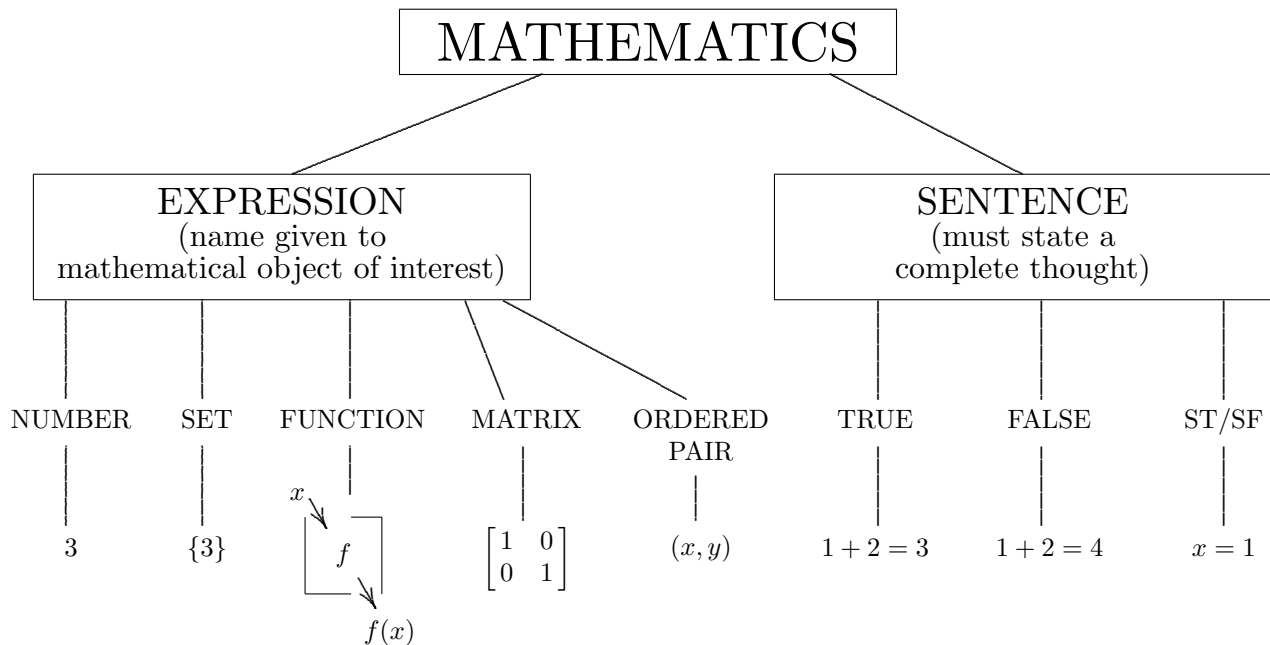 MATHEMATICS
EXPRESSION
(name given to
mathematical object of interest)
SENTENCE
(must state a
complete thought)
NUMBER
SET
FUNCTION
MATRIX
ORDERED
PAIR
TRUE
FALSE
ST/SF
3
{3}
x
f
f(x)
[1 0
0 1]
(x, y)
1 + 2 = 3
1 + 2 = 4
x = 1